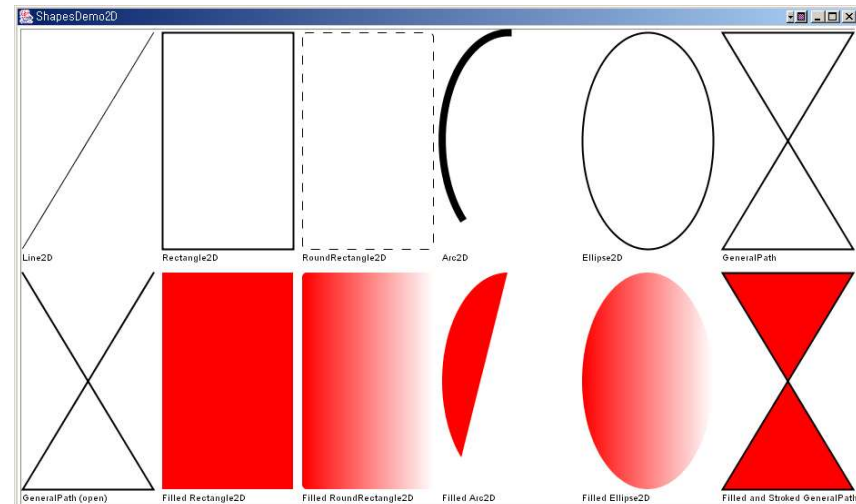 ShapesDemo2D
Line2D
Rectangle2D
RoundRectangle2D
Arc2D
Ellipse2D
GeneralPath
GeneralPath (open)
Filled Rectangle2D
Filled RoundRectangle2D
Filled Arc2D
Filled Ellipse2D
Filled and Stroked GeneralPath